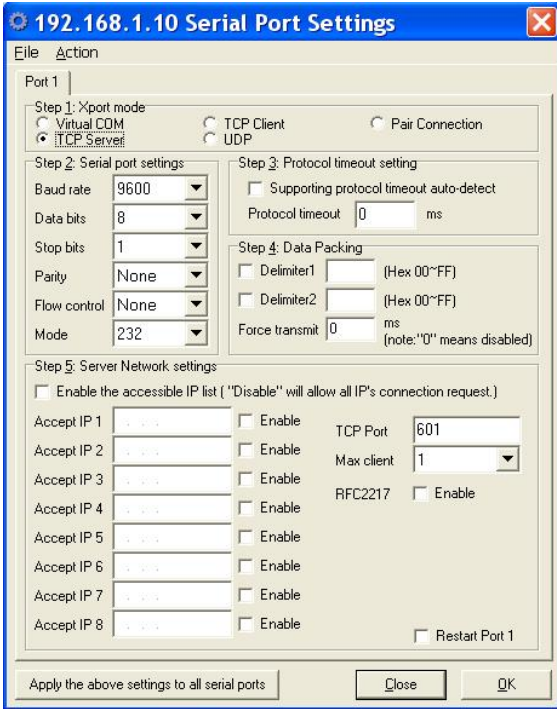 192.168.1.10 Serial Port Settings
File Action
Port 1
Step 1: Xport mode
Virtual COM TCP Client Pair Connection
TCP Server UDP
Step 2: Serial port settings
Baud rate 9600
Data bits 8
Stop bits 1
Parity None
Flow control None
Mode 232
Step 3: Protocol timeout setting
Supporting protocol timeout auto-detect
Protocol timeout 0 ms
Step 4: Data Packing
Delimiter1 (Hex 00~FF)
Delimiter2 (Hex 00~FF)
Force transmit 0 ms
(note:"0" means disabled)
Step 5: Server Network settings
Enable the accessible IP list ( "Disable" will allow all IP's connection request.)
Accept IP 1 . . . Enable
Accept IP 2 . . . Enable
Accept IP 3 . . . Enable
Accept IP 4 . . . Enable
Accept IP 5 . . . Enable
Accept IP 6 . . . Enable
Accept IP 7 . . . Enable
Accept IP 8 . . . Enable
TCP Port 601
Max client 1
RFC2217 Enable
Restart Port 1
Apply the above settings to all serial ports Close OK